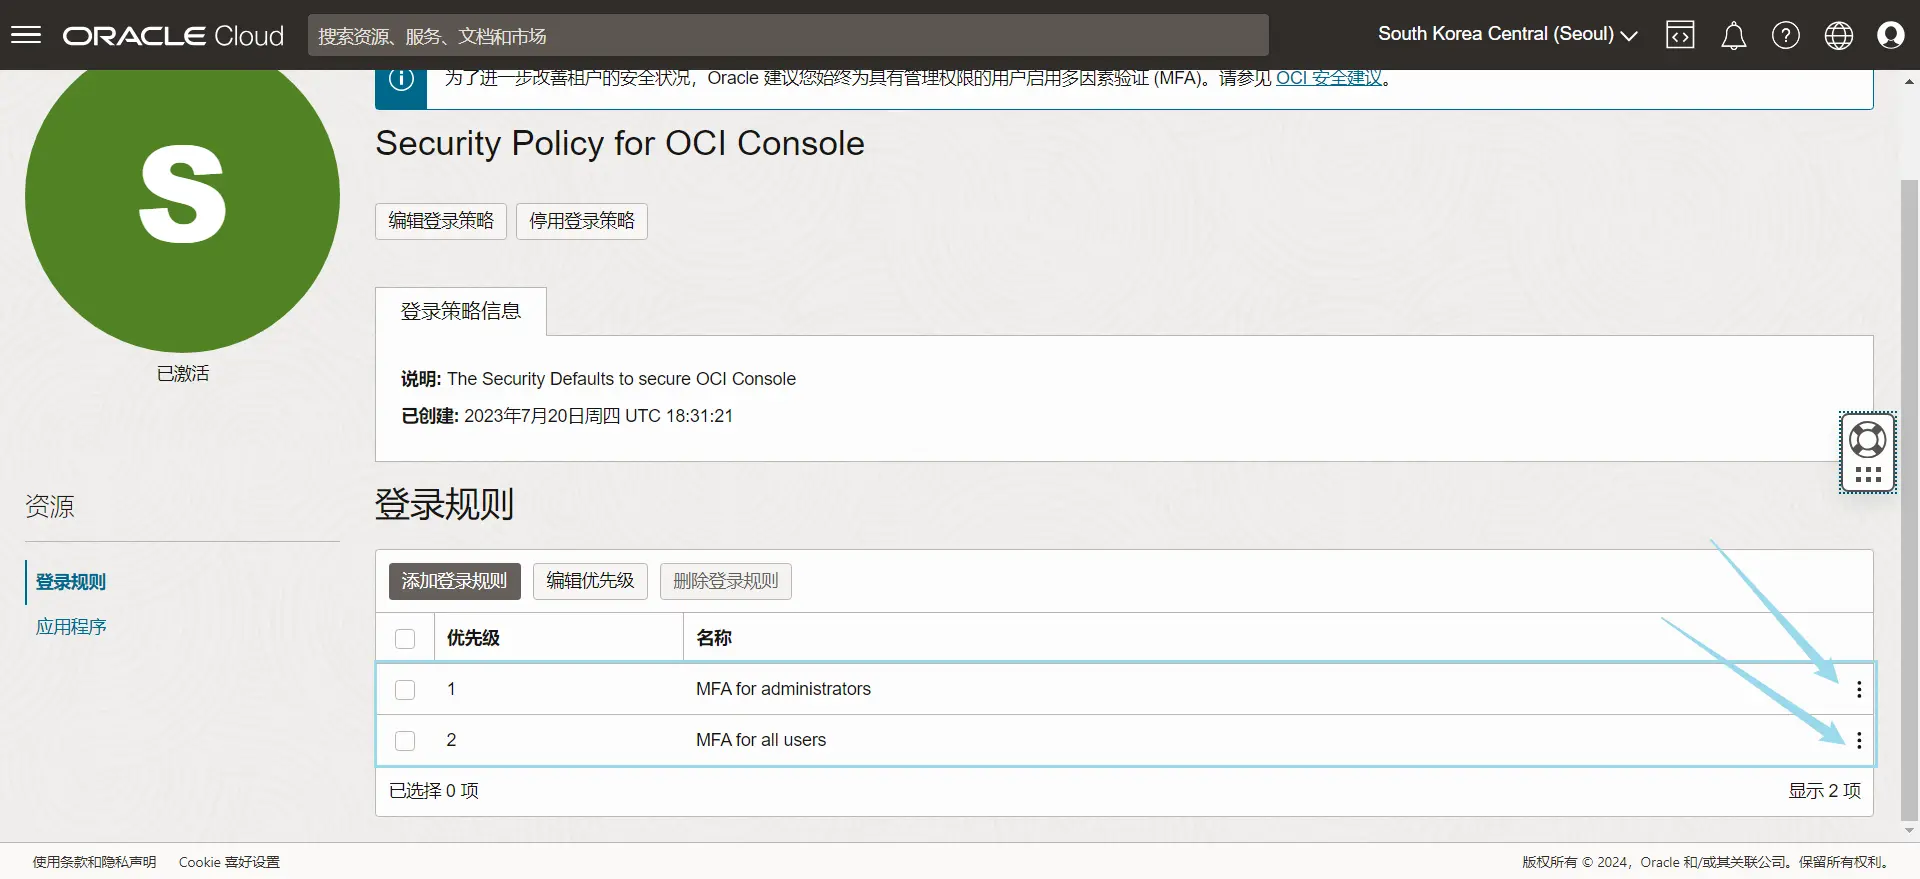 ORACLE Cloud
搜索资源、服务、文档和市场
South Korea Central (Seoul)
为了进一步改善租户的安全状况，Oracle 建议您始终为具有管理权限的用户启用多因素验证 (MFA)。请参见 OCI 安全建议。
S
已激活
Security Policy for OCI Console
编辑登录策略
停用登录策略
登录策略信息
说明: The Security Defaults to secure OCI Console
已创建: 2023年7月20日周四 UTC 18:31:21
资源
登录规则
应用程序
登录规则
添加登录规则
编辑优先级
删除登录规则
优先级 名称
1 MFA for administrators
2 MFA for all users
已选择 0 项
显示 2 项
使用条款和隐私声明 Cookie 喜好设置
版权所有 © 2024，Oracle 和/或其关联公司。保留所有权利。